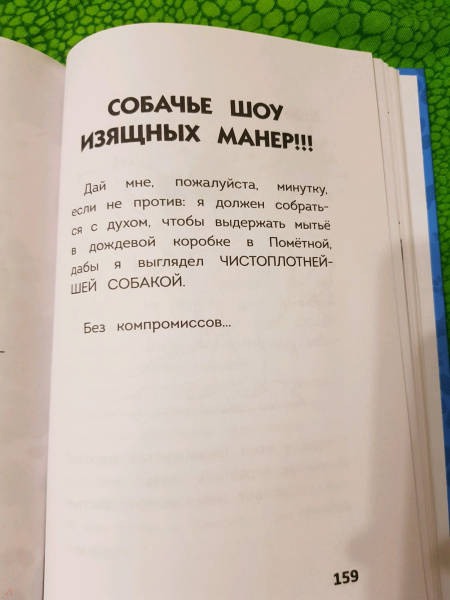 СОБАЧЬЕ ШОУ
ИЗЯЩНЫХ МАНЕР!!!
Дай мне, пожалуйста, минутку,
если не против: я должен собрать-
ся с духом, чтобы выдержать мытьё
в дождевой коробке в Помётной,
дабы я выглядел ЧИСТОПЛОТНЕЙ-
ШЕЙ СОБАКОЙ.
Без компромиссов...
159